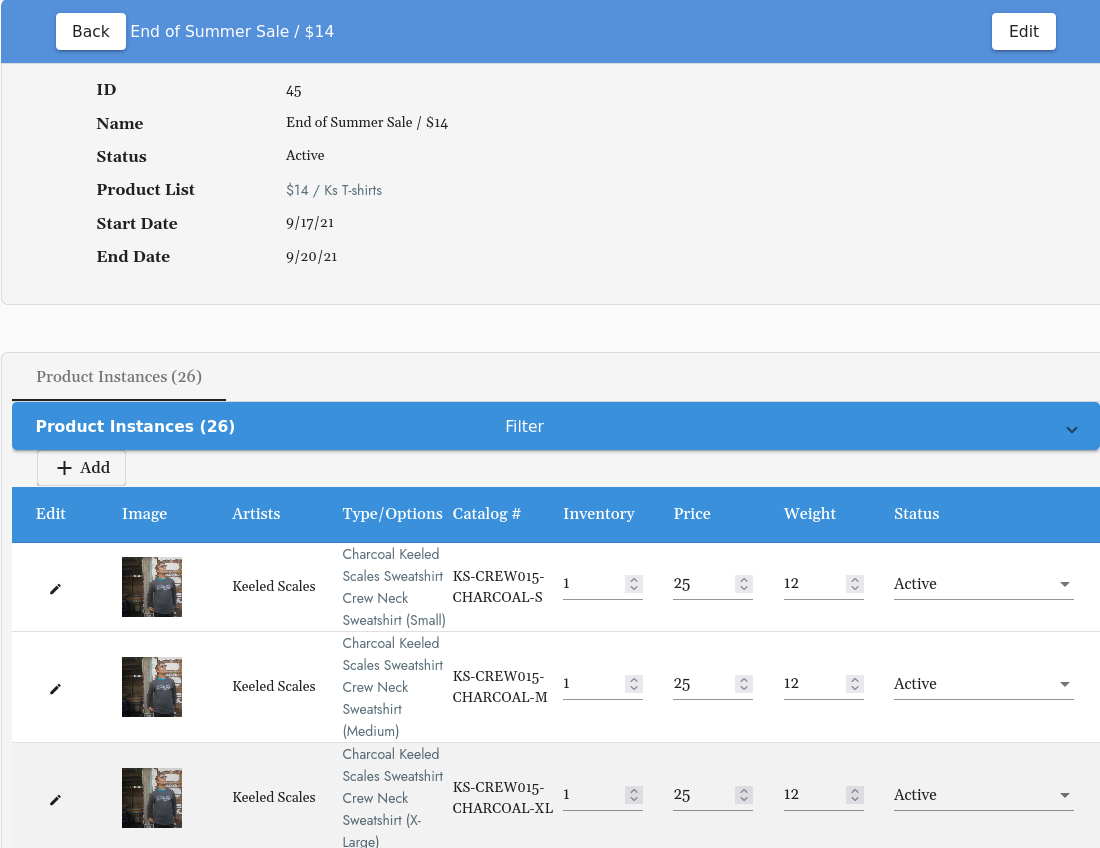 Back End of Summer Sale / $14 Edit
ID 45
Name End of Summer Sale / $14
Status Active
Product List $14 / Ks T-shirts
Start Date 9/17/21
End Date 9/20/21
Product Instances (26)
Product Instances (26) Filter
+ Add
Edit Image Artists Type/Options Catalog # Inventory Price Weight Status
Charcoal Keeled
Scales Sweatshirt
Crew Neck
Sweatshirt (Small)
Keeled Scales
KS-CREW015-
CHARCOAL-S
1 25 12 Active
Charcoal Keeled
Scales Sweatshirt
Crew Neck
Sweatshirt
(Medium)
Keeled Scales
KS-CREW015-
CHARCOAL-M
1 25 12 Active
Charcoal Keeled
Scales Sweatshirt
Crew Neck
Sweatshirt (X-
Large)
Keeled Scales
KS-CREW015-
CHARCOAL-XL
1 25 12 Active